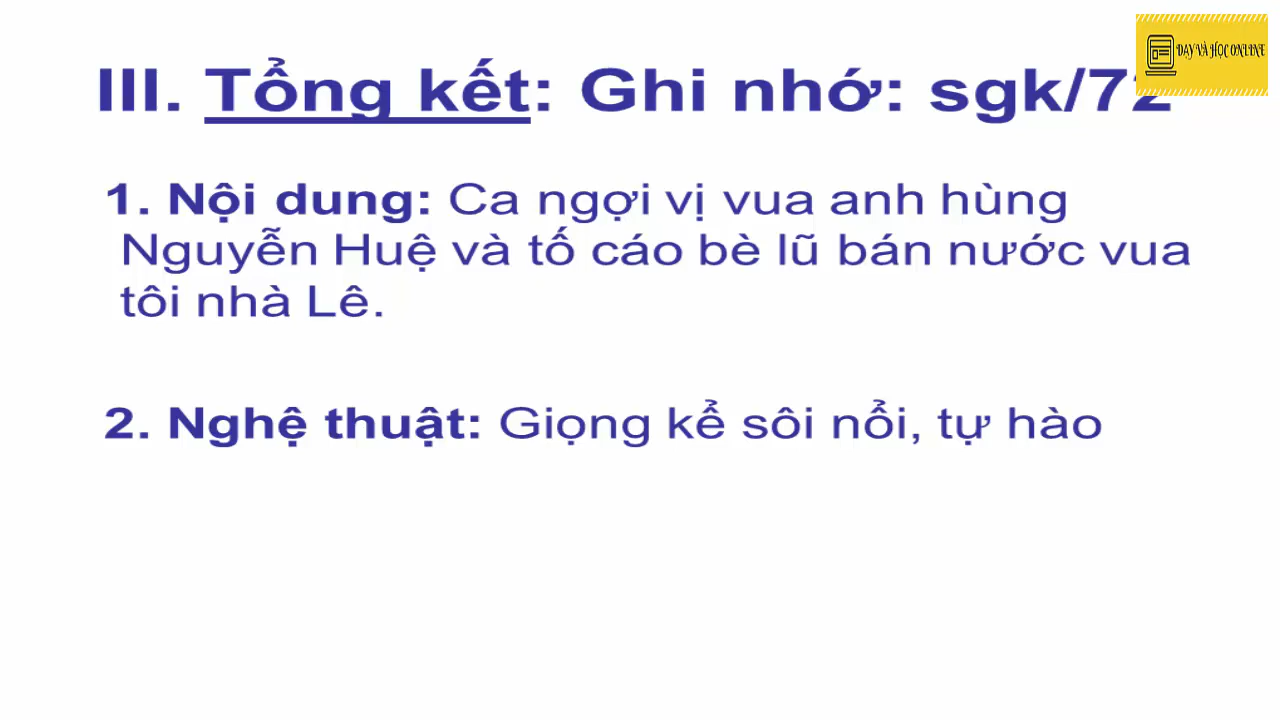 DẠY VÀ HỌC ONLINE
III. Tổng kết: Ghi nhớ: sgk/72
1. Nội dung: Ca ngợi vị vua anh hùng
Nguyễn Huệ và tố cáo bè lũ bán nước vua
tôi nhà Lê.
2. Nghệ thuật: Giọng kể sôi nổi, tự hào